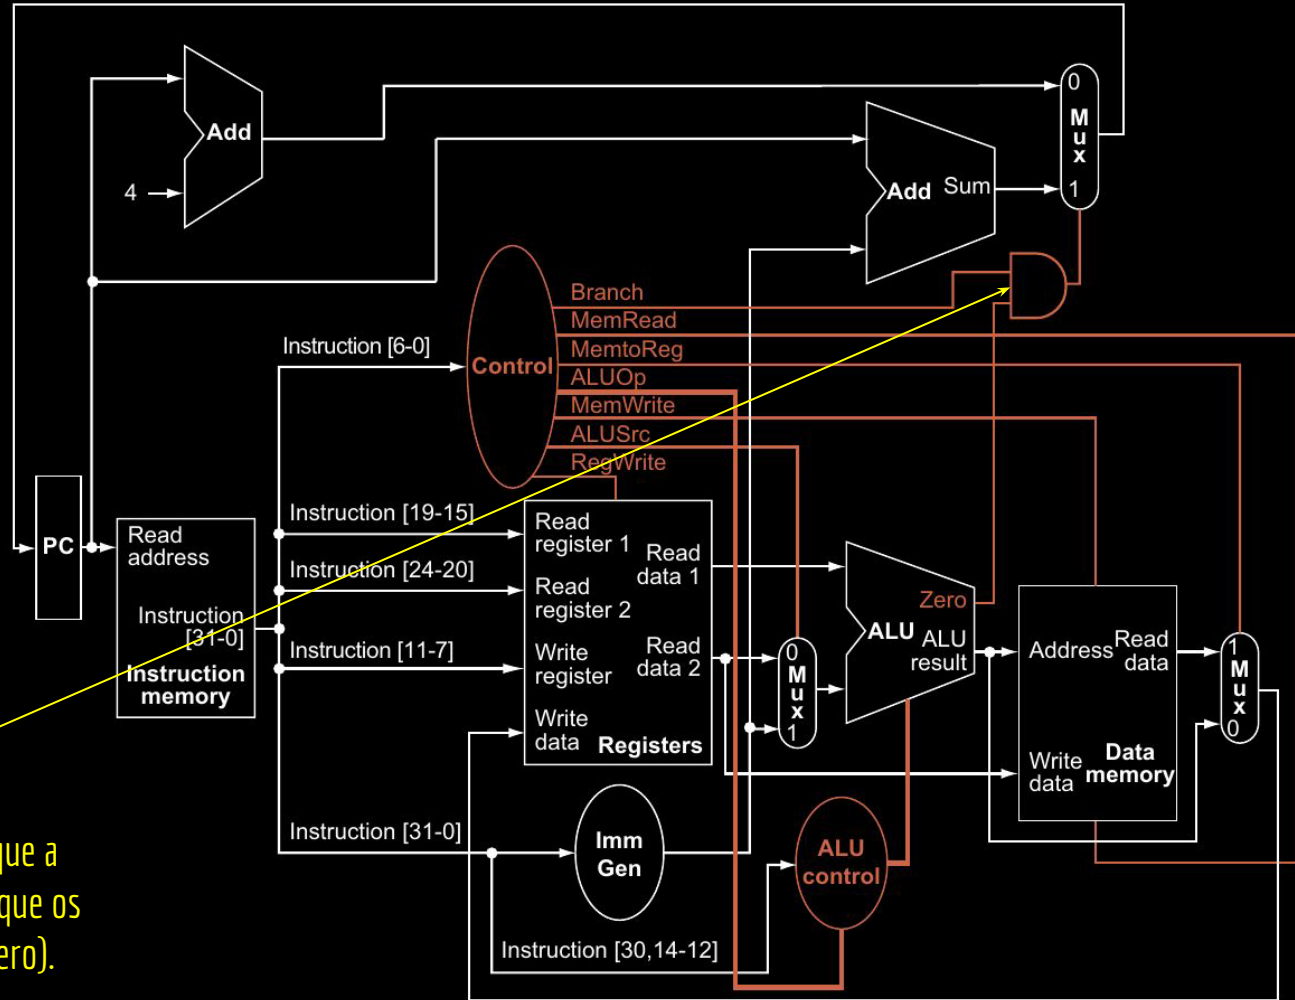 0
Mux
1
Add
4
Add Sum
Branch
MemRead
MemtoReg
ALUOp
MemWrite
ALUSrc
RegWrite
Control
Instruction [6-0]
PC
Read
address
Instruction
[31-0]
Instruction
memory
Instruction [19-15]
Instruction [24-20]
Instruction [11-7]
Read
register 1
Read
register 2
Write
register
Write
data
Read
data 1
Read
data 2
Registers
0
Mux
1
Zero
ALU
ALU
result
Address
Read
data
Write
data
Data
memory
1
Mux
0
Instruction [31-0]
Imm
Gen
ALU
control
Instruction [30,14-12]
que a
que os
ero).